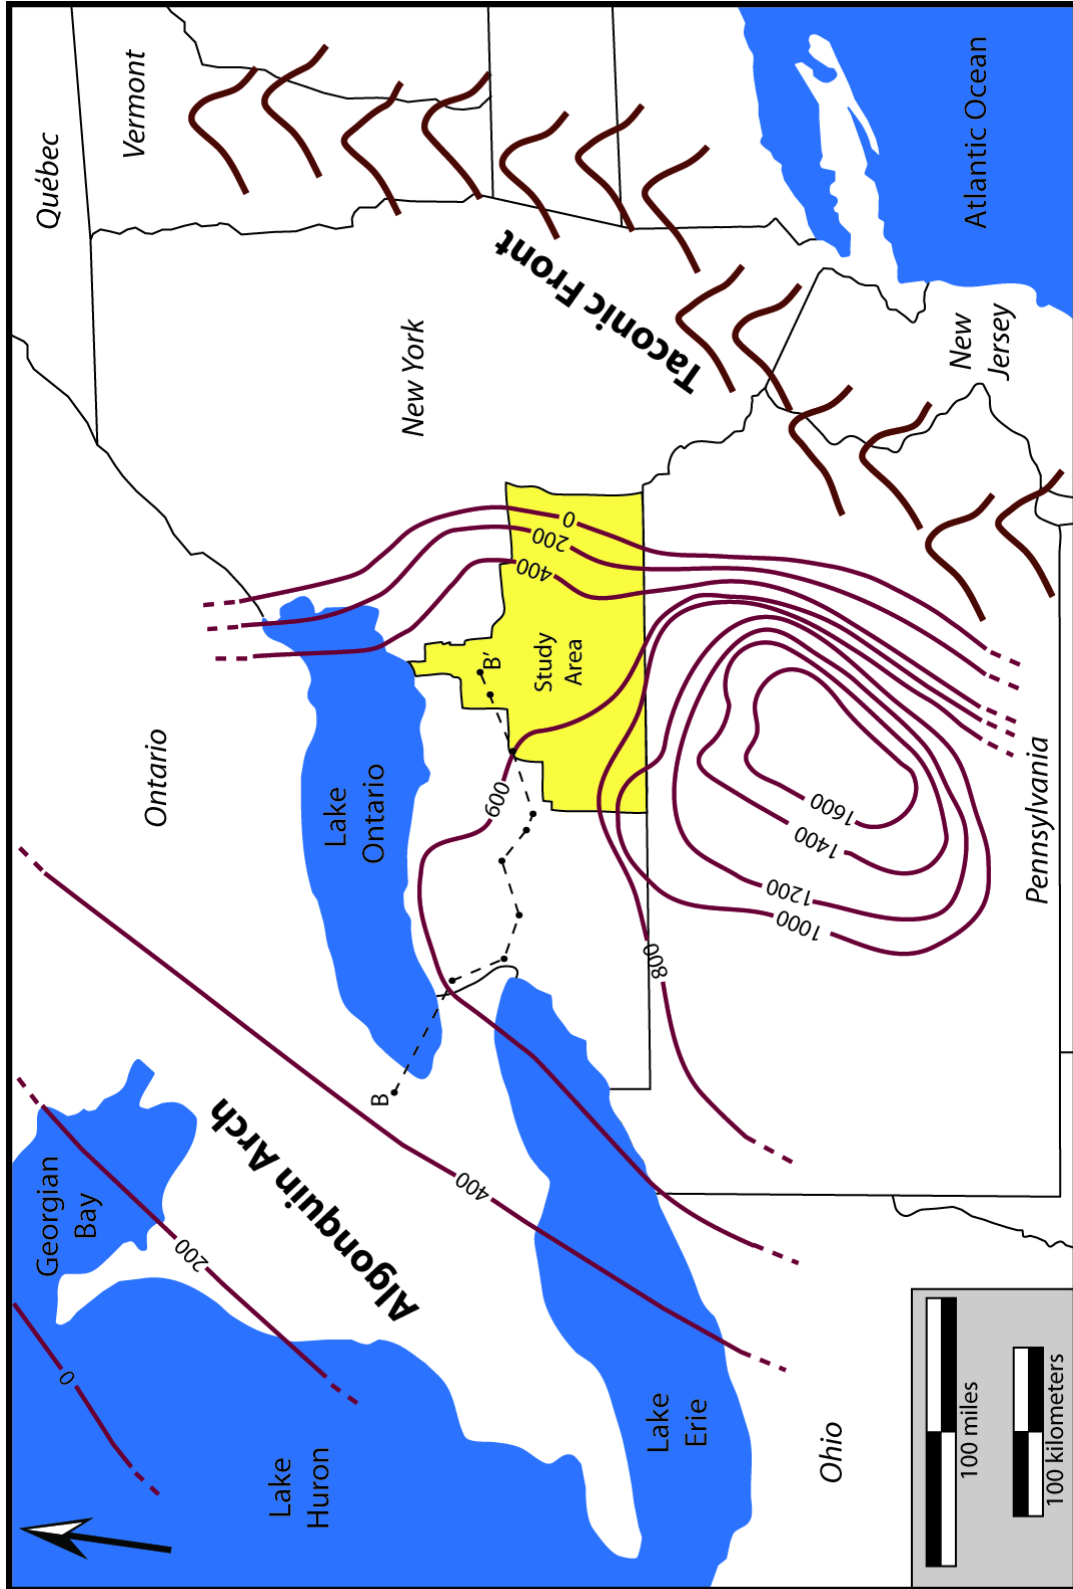 Québec
Vermont
Atlantic Ocean
Taconic Front
New York
New
Jersey
0
200
400
Study
Area
B'
Ontario
Lake
Ontario
600
1600
1400
1200
1000
800
Pennsylvania
B
Algonquin Arch
Georgian
Bay
400
200
0
Lake
Huron
Lake
Erie
Ohio
100 miles
100 kilometers